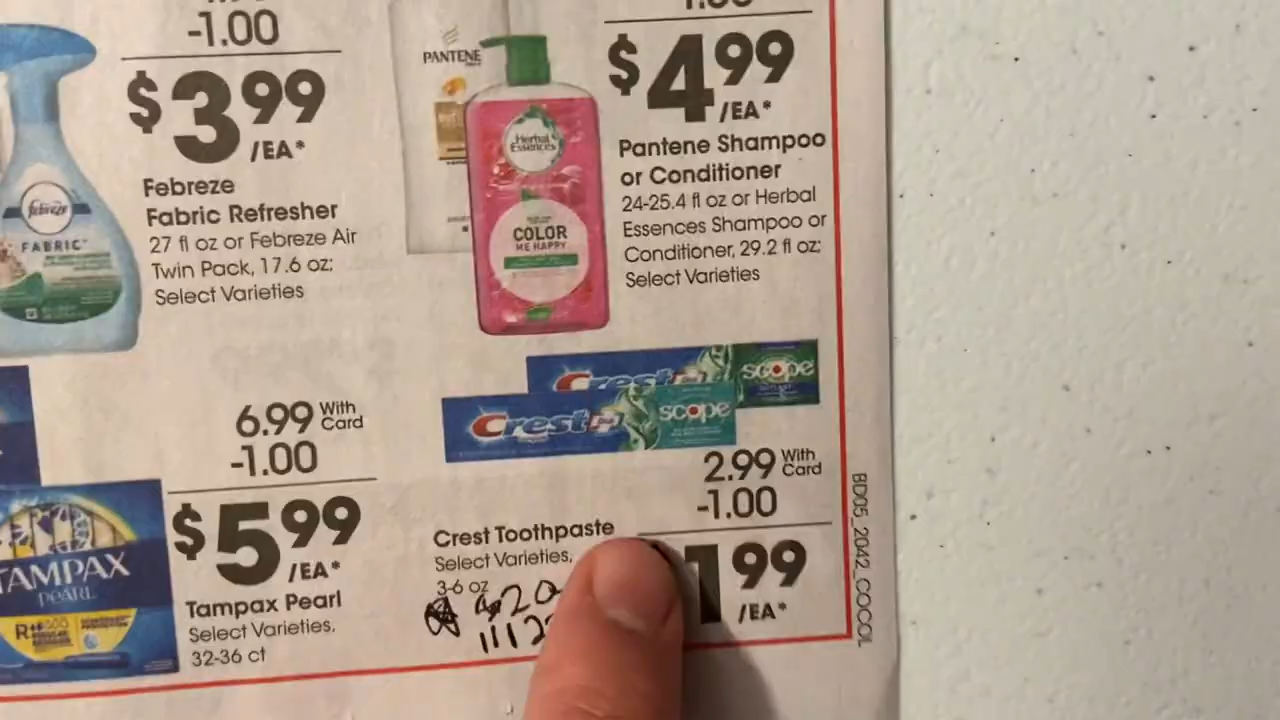 -1.00
$3.99
/EA*
Febreze
Fabric Refresher
27 fl oz or Febreze Air
Twin Pack, 17.6 oz;
Select Varieties
febreze
FABRIC
PANTENE
Herbal
Essences
COLOR
ME HAPPY
$4.99
/EA*
Pantene Shampoo
or Conditioner
24-25.4 fl oz or Herbal
Essences Shampoo or
Conditioner, 29.2 fl oz;
Select Varieties
6.99 With Card
-1.00
$5.99
/EA*
Tampax Pearl
Select Varieties,
32-36 ct
TAMPAX
PEARL
Crest
scope
Crest
scope
2.99 With Card
-1.00
1.99
/EA*
Crest Toothpaste
Select Varieties,
3-6 oz
BD05_2042_COCOL